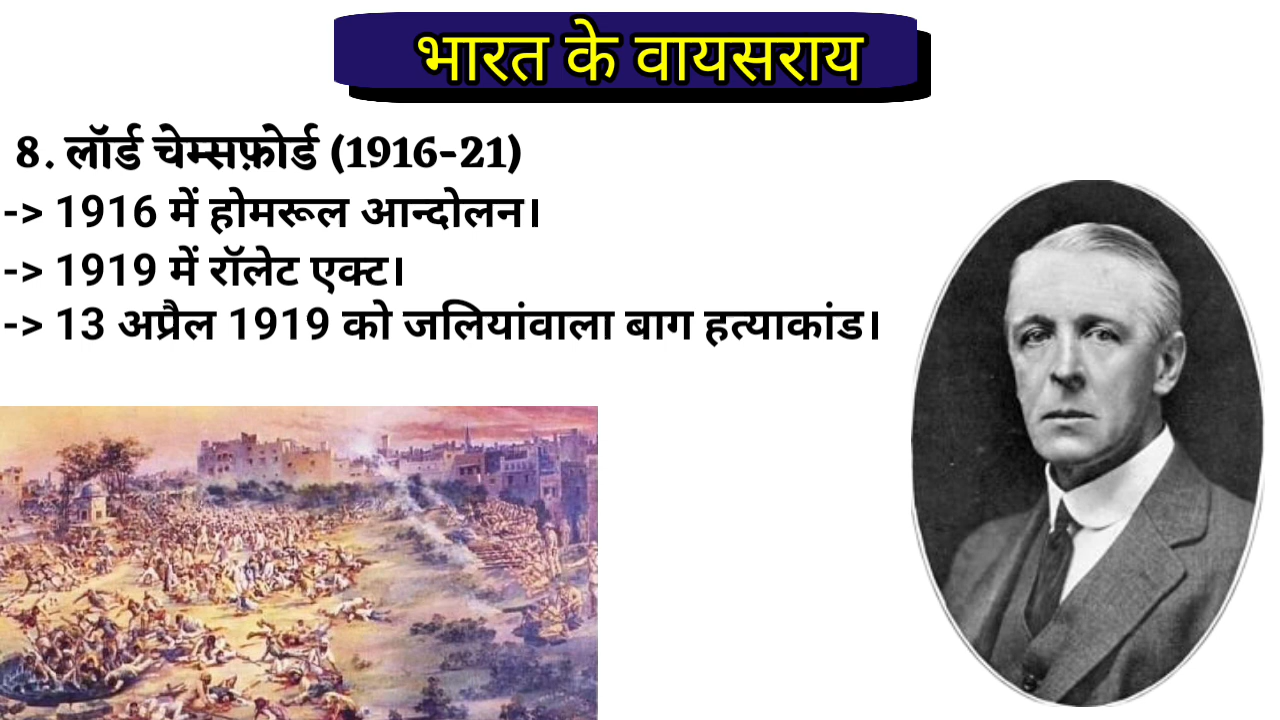 भारत के वायसराय
8. लॉर्ड चेम्सफ़ोर्ड (1916-21)
-> 1916 में होमरूल आन्दोलन।
-> 1919 में रॉलेट एक्ट।
-> 13 अप्रैल 1919 को जलियांवाला बाग हत्याकांड।